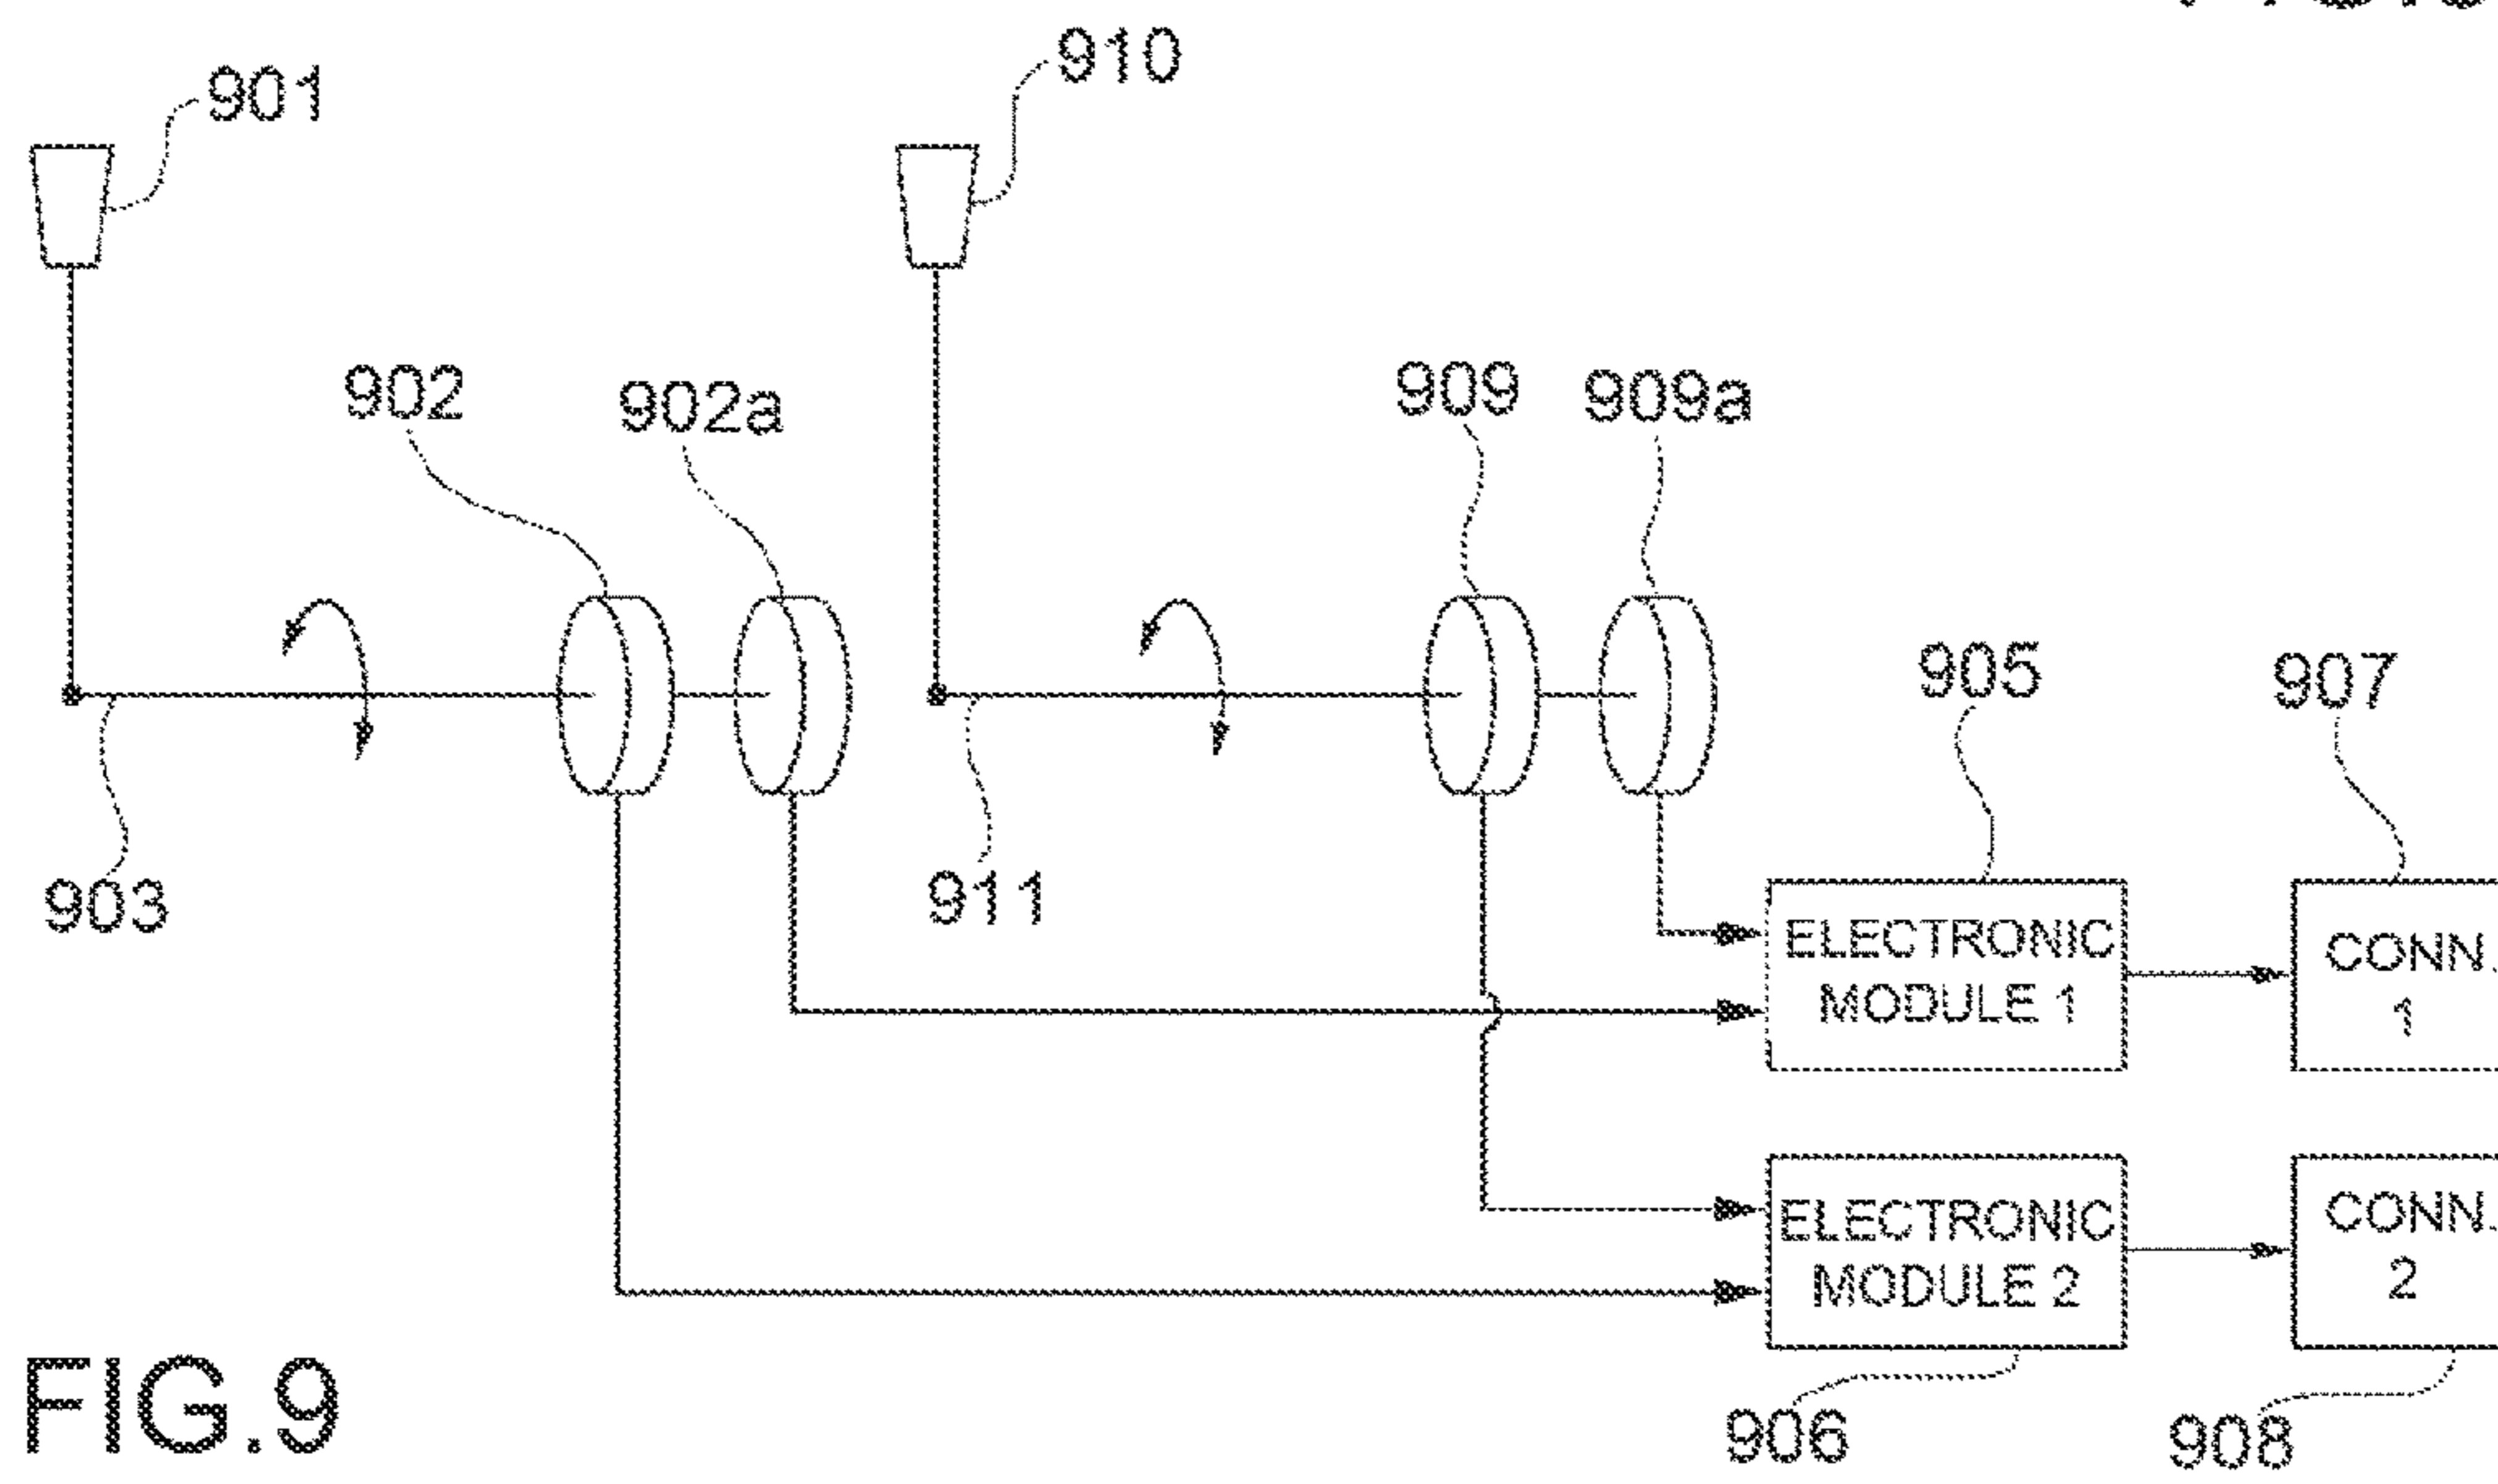 910
901
902
902a
909
909a
905
907
903
911
ELECTRONIC
MODULE 1
CONN.
1
ELECTRONIC
MODULE 2
CONN.
2
FIG.9
906
908